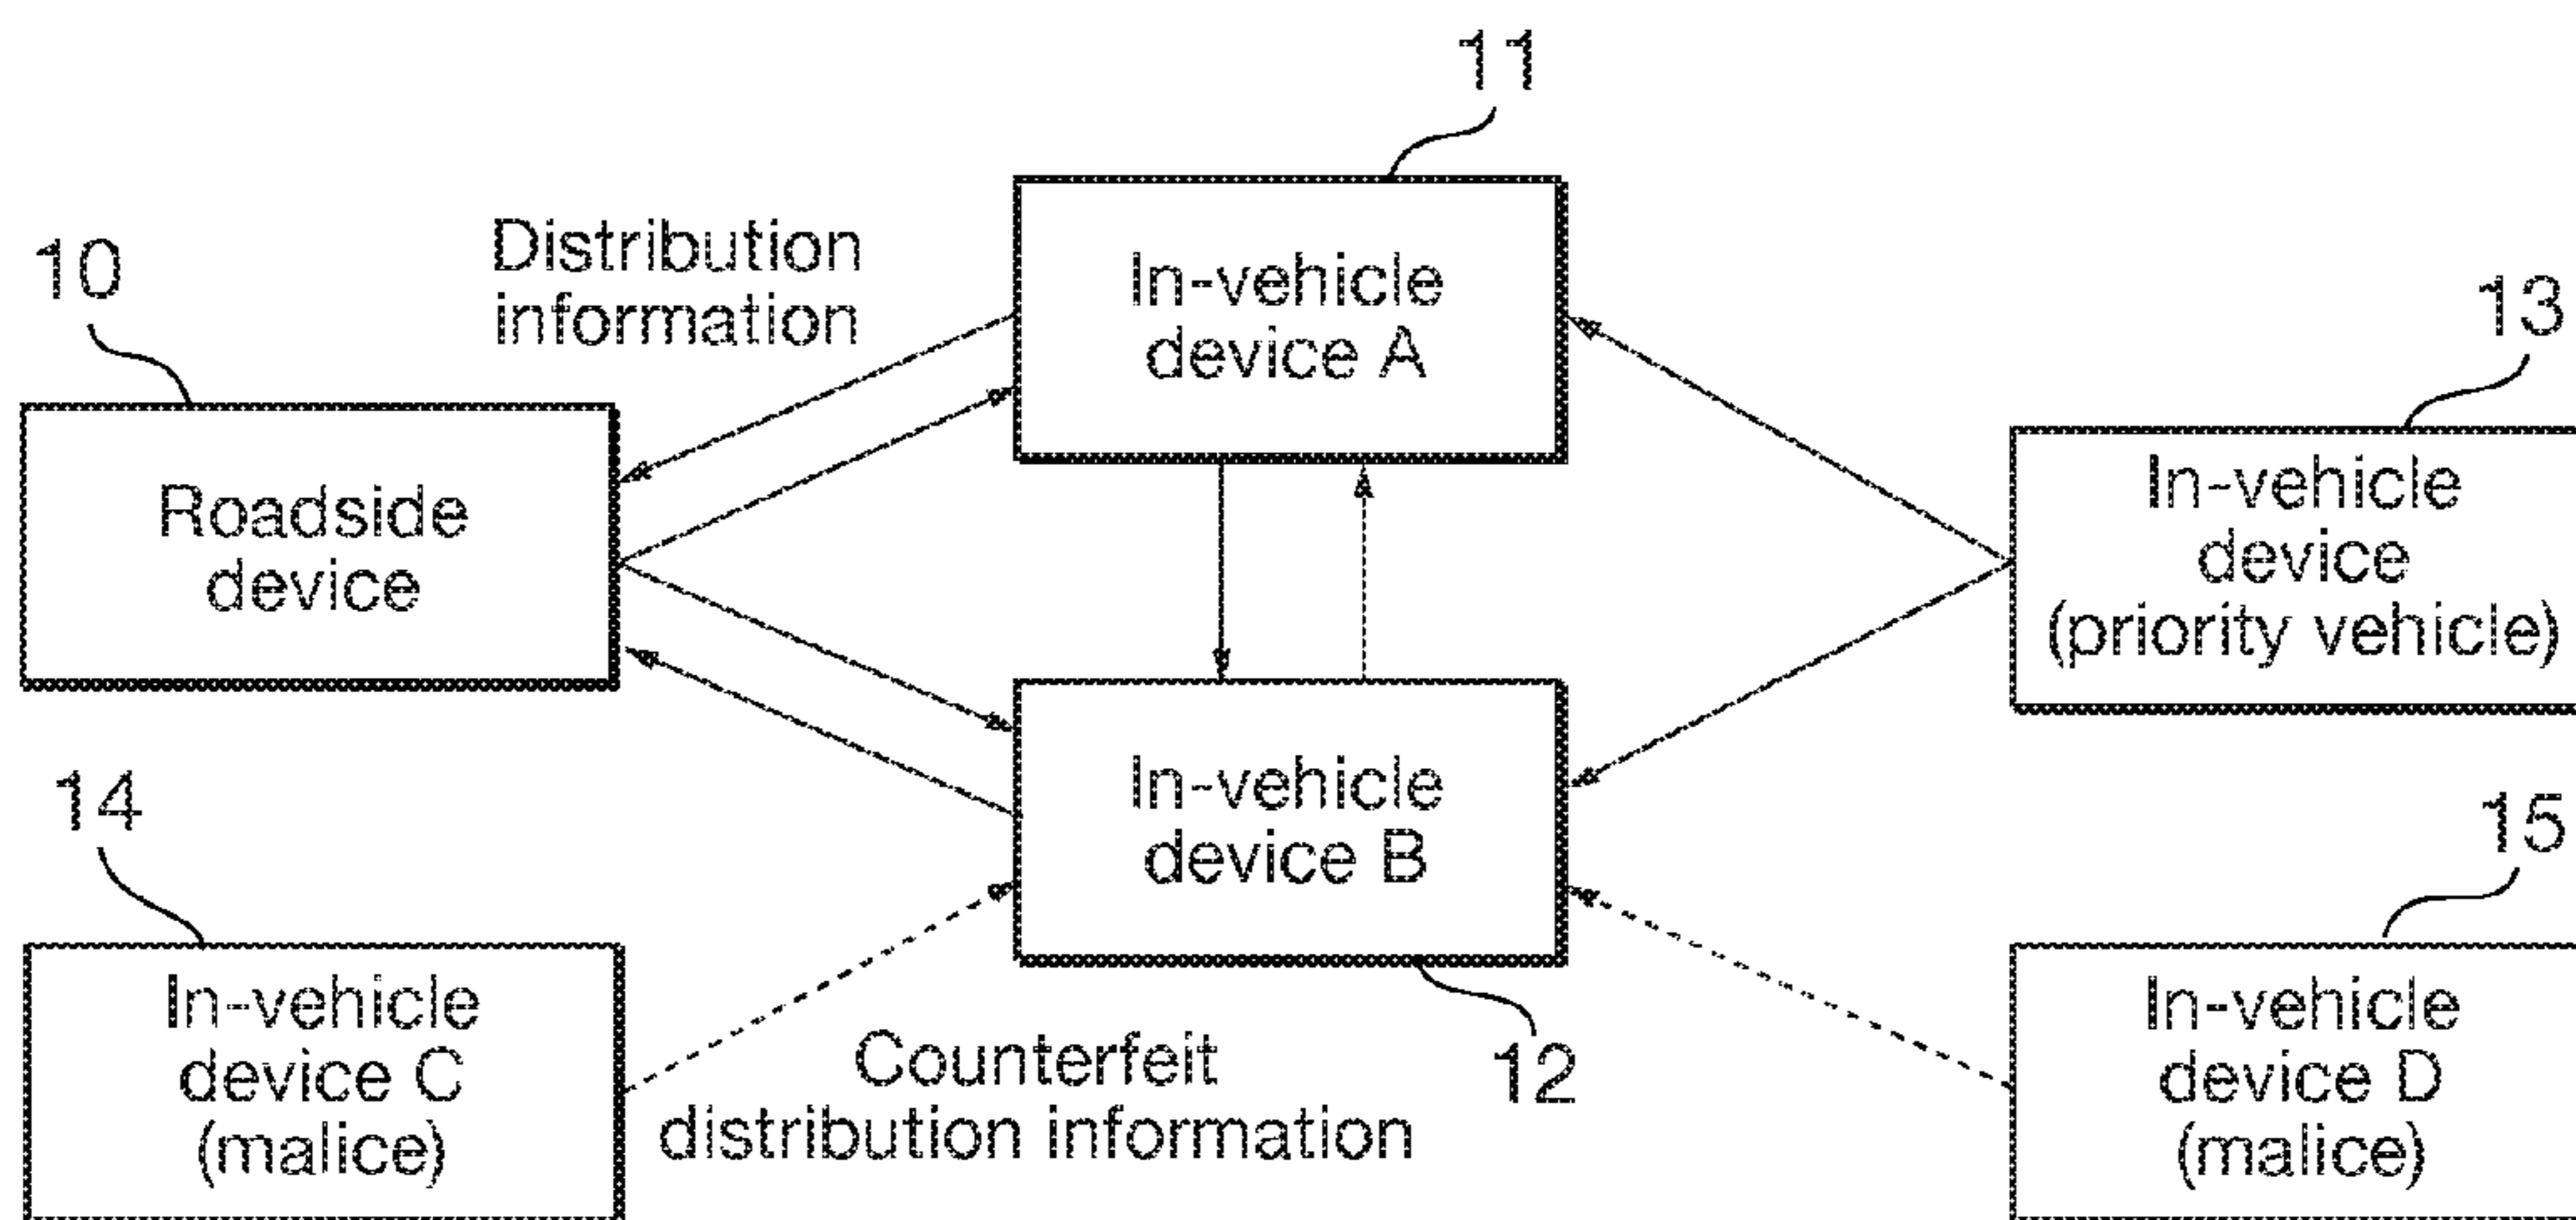 11
Distribution
information
10
In-vehicle
device A
13
Roadside
device
In-vehicle
device
(priority vehicle)
14
In-vehicle
device B
15
In-vehicle
device C
(malice)
Counterfeit
distribution information
12
In-vehicle
device D
(malice)